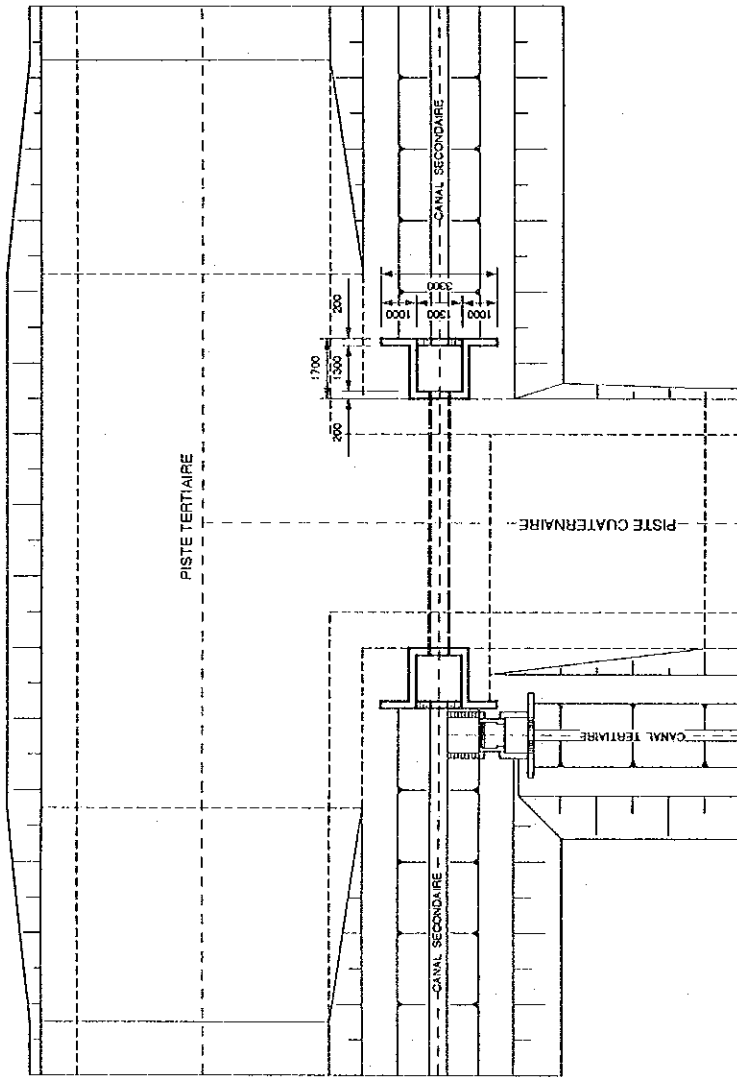 CANAL SECONDAIRE
200
1700
1300
200
3300
1000
1300
1000
PISTE TERTIAIRE
PISTE CUATERNAIRE
CANAL TERTIAIRE
CANAL SECONDAIRE